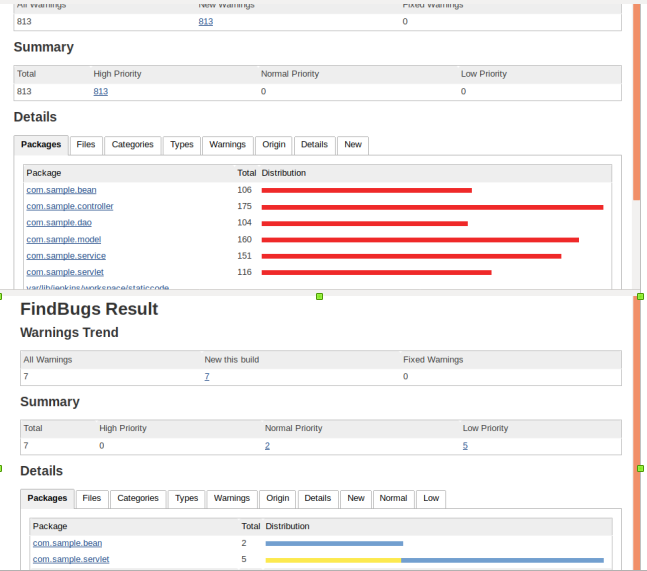 All Warnings New Warnings Fixed Warnings
813 813 0
Summary
Total High Priority Normal Priority Low Priority
813 813 0 0
Details
Packages Files Categories Types Warnings Origin Details New
Package Total Distribution
com.sample.bean 106
com.sample.controller 175
com.sample.dao 104
com.sample.model 160
com.sample.service 151
com.sample.servlet 116
var/lib/jenkins/workspace/staticcode
FindBugs Result
Warnings Trend
All Warnings New this build Fixed Warnings
7 7 0
Summary
Total High Priority Normal Priority Low Priority
7 0 2 5
Details
Packages Files Categories Types Warnings Origin Details New Normal Low
Package Total Distribution
com.sample.bean 2
com.sample.servlet 5